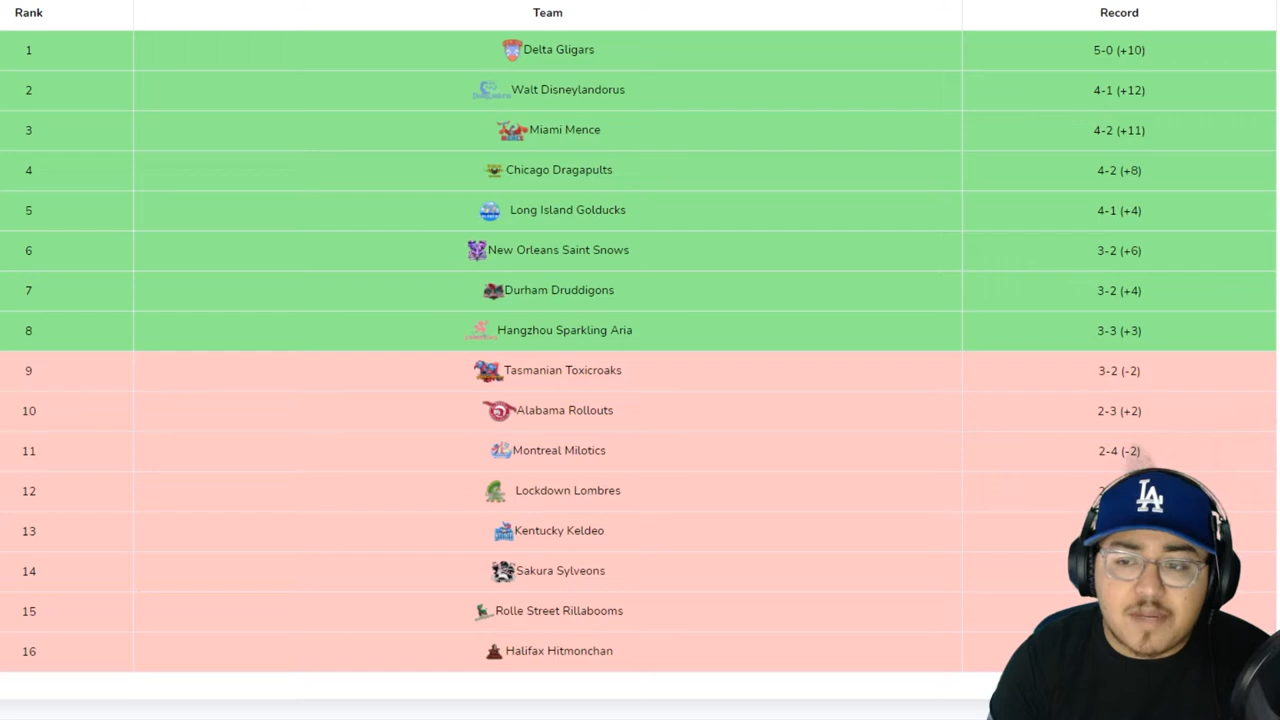 Rank Team Record
1 Delta Gligars 5-0 (+10)
2 Walt Disneylandorus 4-1 (+12)
3 Miami Mence 4-2 (+11)
4 Chicago Dragapults 4-2 (+8)
5 Long Island Golducks 4-1 (+4)
6 New Orleans Saint Snows 3-2 (+6)
7 Durham Druddigons 3-2 (+4)
8 Hangzhou Sparkling Aria 3-3 (+3)
9 Tasmanian Toxicroaks 3-2 (-2)
10 Alabama Rollouts 2-3 (+2)
11 Montreal Milotics 2-4 (-2)
12 Lockdown Lombres
13 Kentucky Keldeo
14 Sakura Sylveons
15 Rolle Street Rillabooms
16 Halifax Hitmonchan
LA